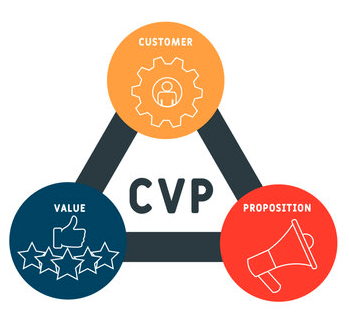 CUSTOMER
CVP
VALUE
PROPOSITION